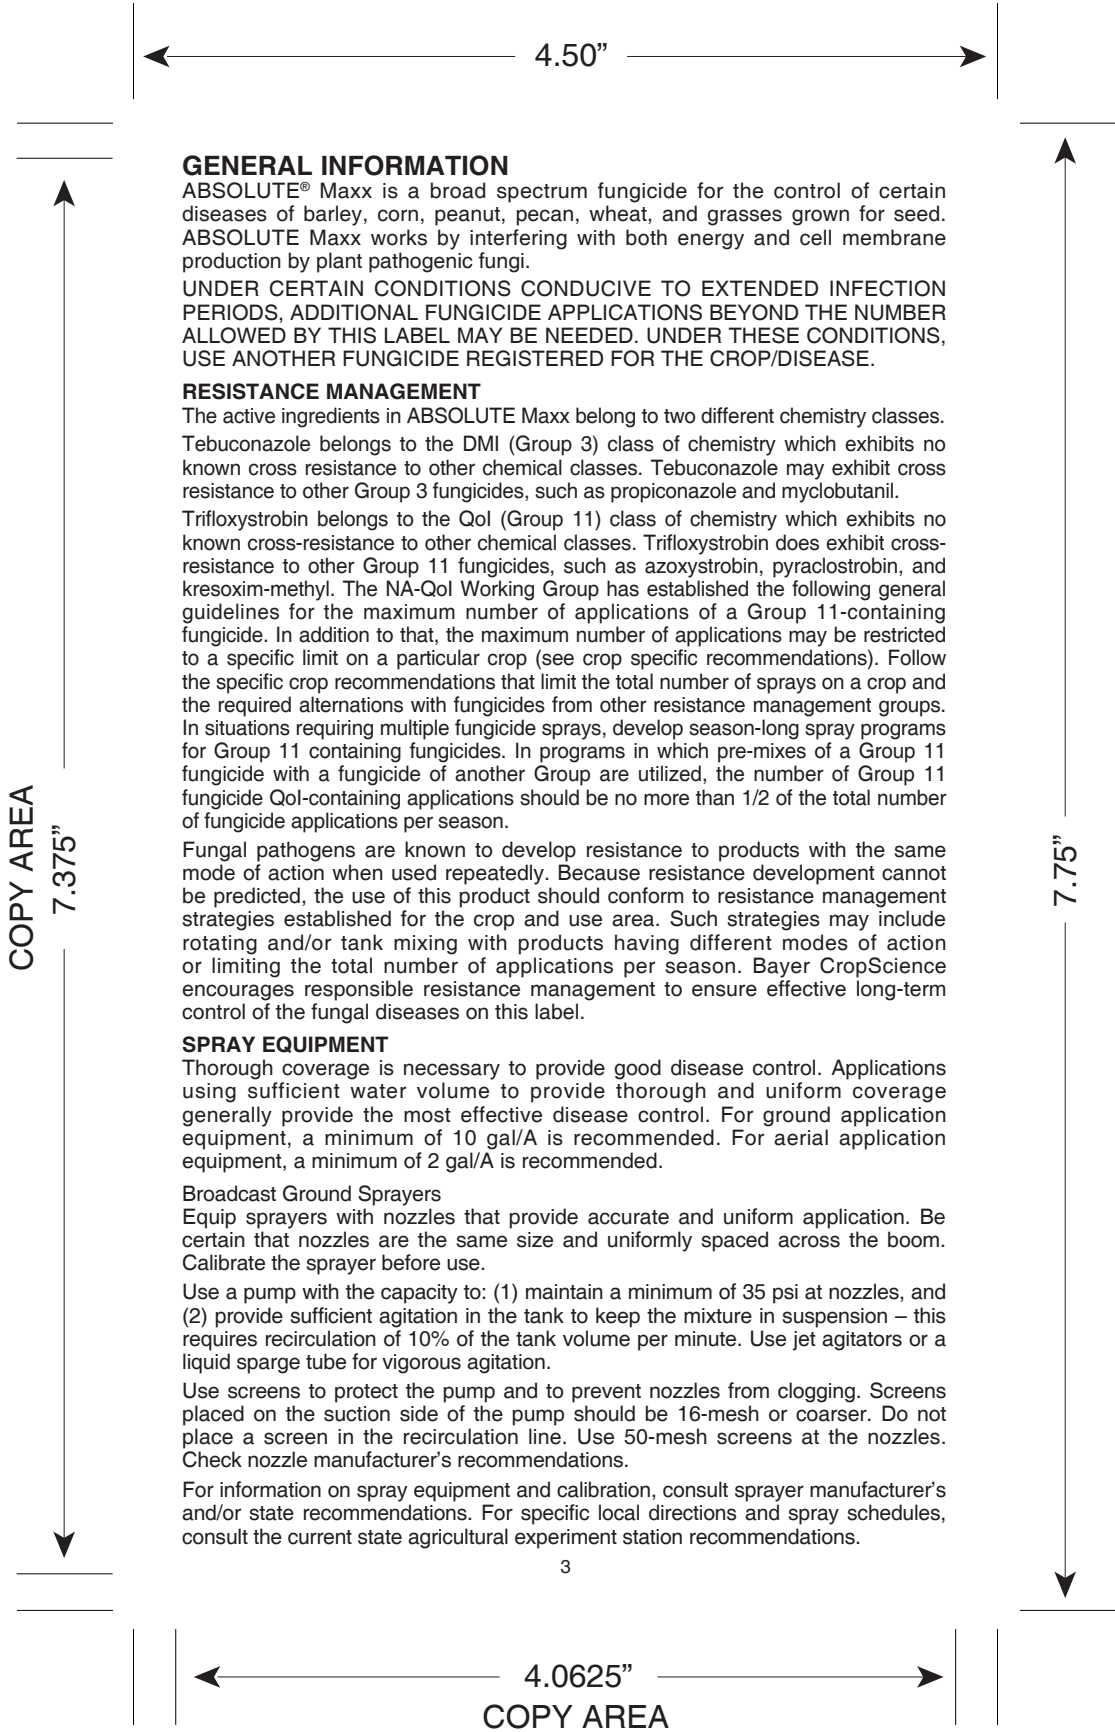 4.50”
GENERAL INFORMATION
ABSOLUTE® Maxx is a broad spectrum fungicide for the control of certain
diseases of barley, corn, peanut, pecan, wheat, and grasses grown for seed.
ABSOLUTE Maxx works by interfering with both energy and cell membrane
production by plant pathogenic fungi.
UNDER CERTAIN CONDITIONS CONDUCIVE TO EXTENDED INFECTION
PERIODS, ADDITIONAL FUNGICIDE APPLICATIONS BEYOND THE NUMBER
ALLOWED BY THIS LABEL MAY BE NEEDED. UNDER THESE CONDITIONS,
USE ANOTHER FUNGICIDE REGISTERED FOR THE CROP/DISEASE.
RESISTANCE MANAGEMENT
The active ingredients in ABSOLUTE Maxx belong to two different chemistry classes.
Tebuconazole belongs to the DMI (Group 3) class of chemistry which exhibits no
known cross resistance to other chemical classes. Tebuconazole may exhibit cross
resistance to other Group 3 fungicides, such as propiconazole and myclobutanil.
Trifloxystrobin belongs to the QoI (Group 11) class of chemistry which exhibits no
known cross-resistance to other chemical classes. Trifloxystrobin does exhibit cross-
resistance to other Group 11 fungicides, such as azoxystrobin, pyraclostrobin, and
kresoxim-methyl. The NA-QoI Working Group has established the following general
guidelines for the maximum number of applications of a Group 11-containing
fungicide. In addition to that, the maximum number of applications may be restricted
to a specific limit on a particular crop (see crop specific recommendations). Follow
the specific crop recommendations that limit the total number of sprays on a crop and
the required alternations with fungicides from other resistance management groups.
In situations requiring multiple fungicide sprays, develop season-long spray programs
for Group 11 containing fungicides. In programs in which pre-mixes of a Group 11
fungicide with a fungicide of another Group are utilized, the number of Group 11
fungicide QoI-containing applications should be no more than 1/2 of the total number
of fungicide applications per season.
Fungal pathogens are known to develop resistance to products with the same
mode of action when used repeatedly. Because resistance development cannot
be predicted, the use of this product should conform to resistance management
strategies established for the crop and use area. Such strategies may include
rotating and/or tank mixing with products having different modes of action
or limiting the total number of applications per season. Bayer CropScience
encourages responsible resistance management to ensure effective long-term
control of the fungal diseases on this label.
SPRAY EQUIPMENT
Thorough coverage is necessary to provide good disease control. Applications
using sufficient water volume to provide thorough and uniform coverage
generally provide the most effective disease control. For ground application
equipment, a minimum of 10 gal/A is recommended. For aerial application
equipment, a minimum of 2 gal/A is recommended.
Broadcast Ground Sprayers
Equip sprayers with nozzles that provide accurate and uniform application. Be
certain that nozzles are the same size and uniformly spaced across the boom.
Calibrate the sprayer before use.
Use a pump with the capacity to: (1) maintain a minimum of 35 psi at nozzles, and
(2) provide sufficient agitation in the tank to keep the mixture in suspension – this
requires recirculation of 10% of the tank volume per minute. Use jet agitators or a
liquid sparge tube for vigorous agitation.
Use screens to protect the pump and to prevent nozzles from clogging. Screens
placed on the suction side of the pump should be 16-mesh or coarser. Do not
place a screen in the recirculation line. Use 50-mesh screens at the nozzles.
Check nozzle manufacturer’s recommendations.
For information on spray equipment and calibration, consult sprayer manufacturer’s
and/or state recommendations. For specific local directions and spray schedules,
consult the current state agricultural experiment station recommendations.
3
COPY AREA
7.375”
7.75”
4.0625”
COPY AREA